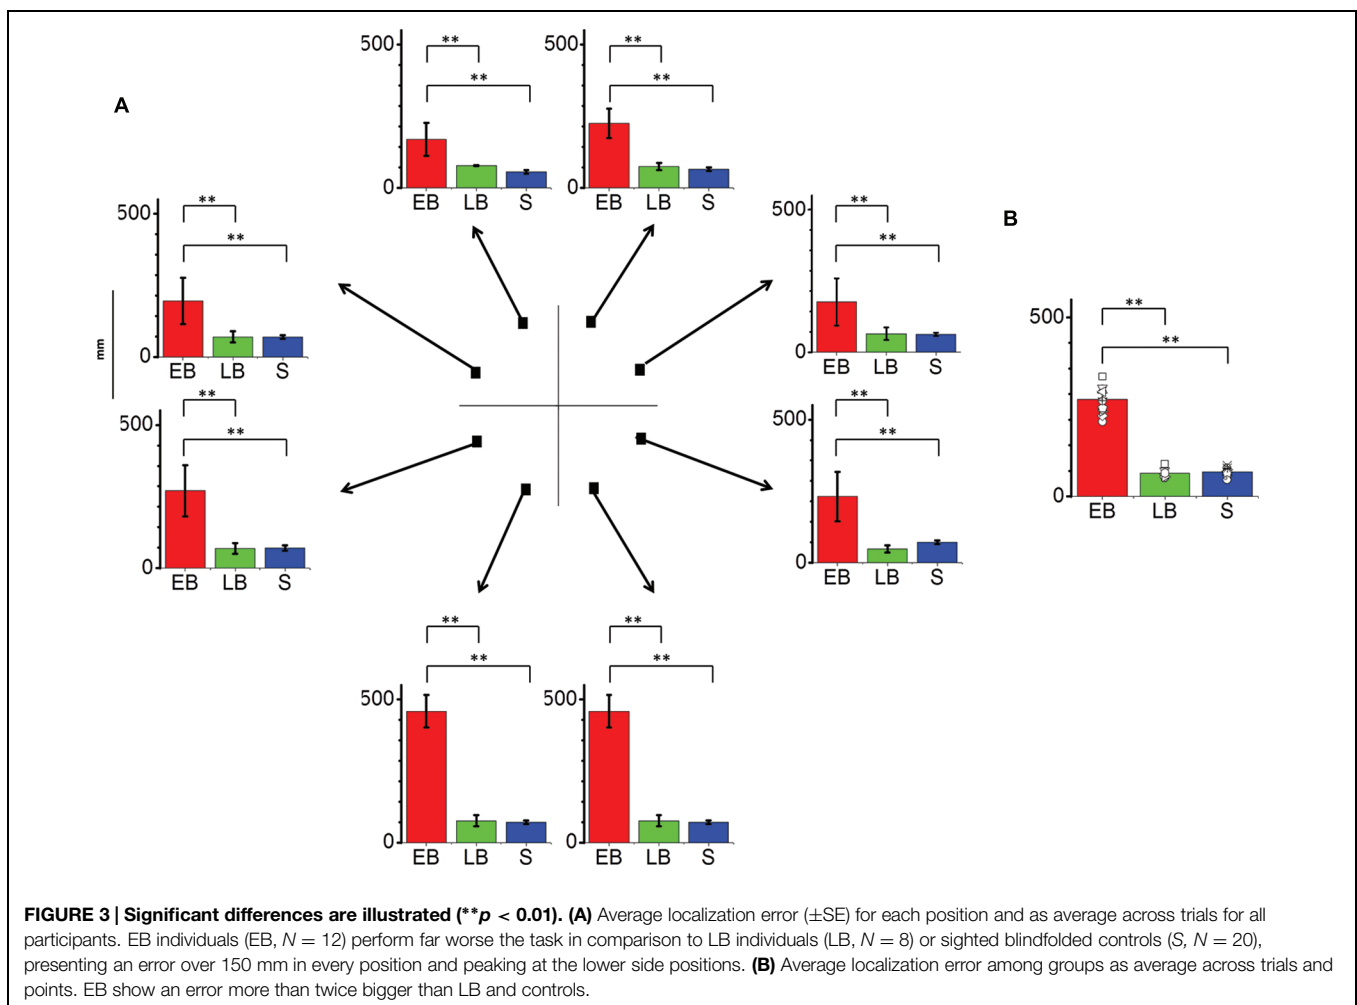 A
500
**
**
0
EB LB S
500
**
**
0
EB LB S
500
**
**
0
EB LB S
500
**
**
0
EB LB S
B
mm
500
**
**
0
EB LB S
500
**
**
0
EB LB S
500
**
**
0
EB LB S
500
**
**
0
EB LB S
500
**
**
0
EB LB S
FIGURE 3 | Significant differences are illustrated (**p < 0.01). (A) Average localization error (±SE) for each position and as average across trials for all
participants. EB individuals (EB, N = 12) perform far worse the task in comparison to LB individuals (LB, N = 8) or sighted blindfolded controls (S, N = 20),
presenting an error over 150 mm in every position and peaking at the lower side positions. (B) Average localization error among groups as average across trials and
points. EB show an error more than twice bigger than LB and controls.